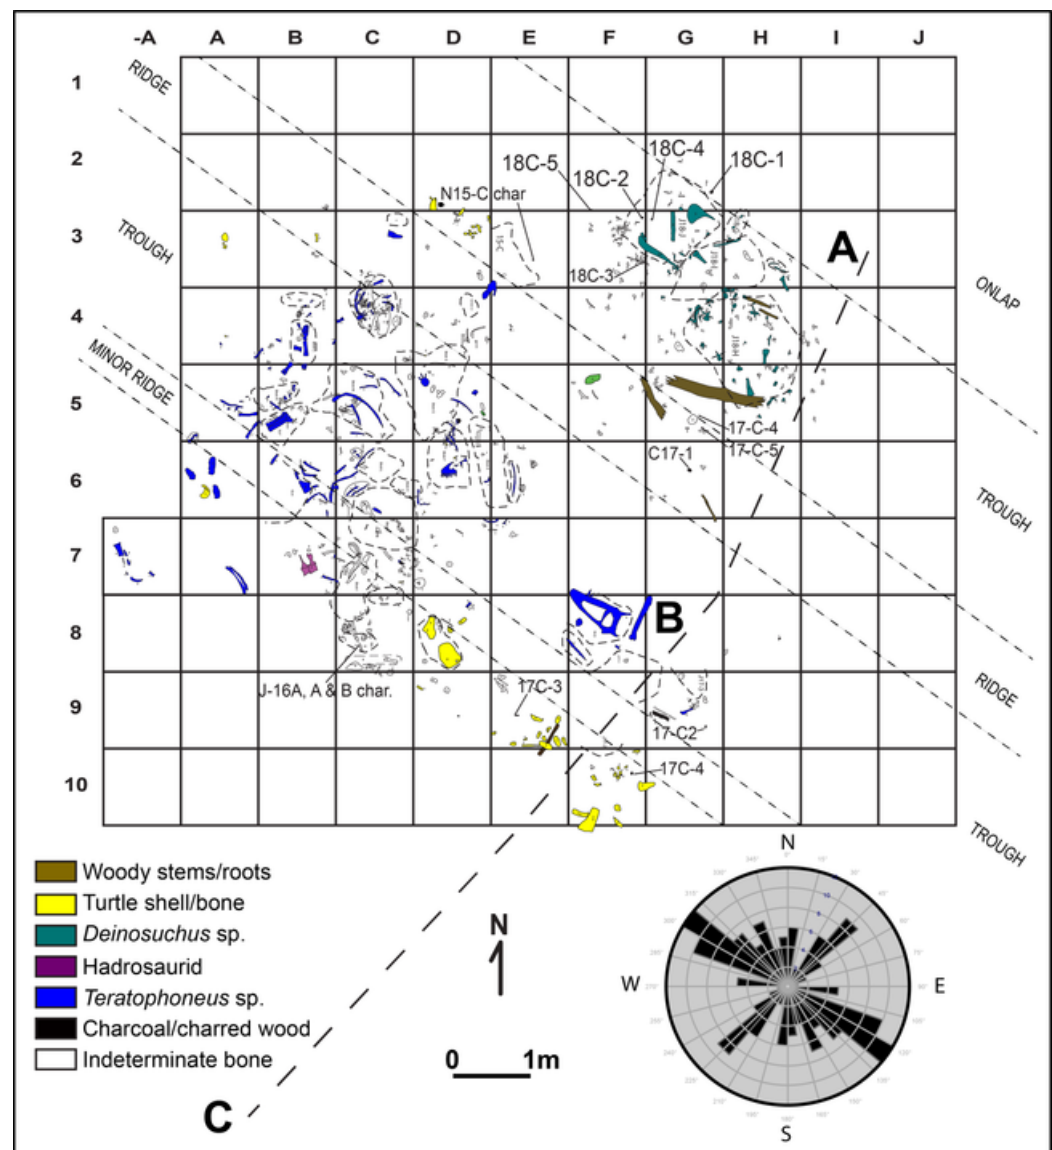 -A A B C D E F G H I J
1
RIDGE
2
18C-5
18C-2
18C-4
18C-1
N15-C char
3
TROUGH
18C-3
A
ONLAP
4
J18-H
MINOR RIDGE
5
17-C-4
17-C-5
C17-1
6
TROUGH
7
8
B
J-16A, A & B char.
17C-3
RIDGE
9
17-C2
10
17C-4
TROUGH
Woody stems/roots
Turtle shell/bone
Deinosuchus sp.
Hadrosaurid
Teratophoneus sp.
Charcoal/charred wood
Indeterminate bone
C
N
0 1m
N
W E
S